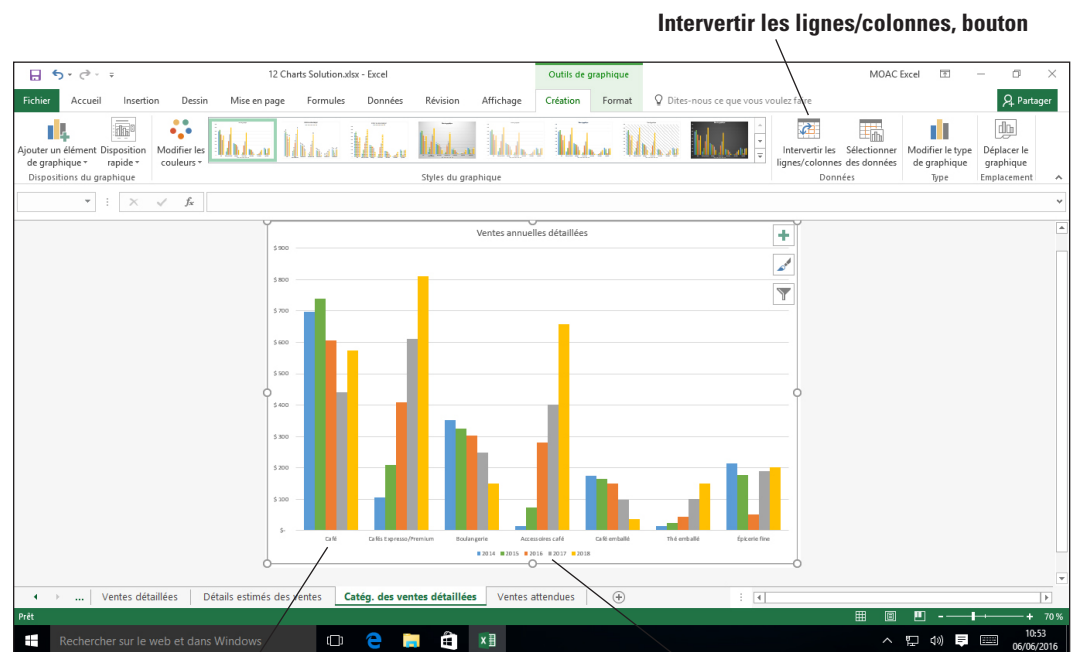 Intervertir les lignes/colonnes, bouton
12 Charts Solution.xlsx - Excel
Outils de graphique
MOAC Excel
Fichier Accueil Insertion Dessin Mise en page Formules Données Révision Affichage Création Format Dites-nous ce que vous voulez faire Partager
Ajouter un élément de graphique
Disposition rapide
Modifier les couleurs
Intervertir les lignes/colonnes
Sélectionner des données
Modifier le type de graphique
Déplacer le graphique
Dispositions du graphique Styles du graphique Données Type Emplacement
fx
Ventes annuelles détaillées
$ 900
$ 800
$ 700
$ 600
$ 500
$ 400
$ 300
$ 200
$ 100
$-
Café Cafés Expresso/Premium Boulangerie Accessoires café Café emballé Thé emballé Épicerie fine
2014 2015 2016 2017 2018
... Ventes détaillées Détails estimés des ventes Catég. des ventes détaillées Ventes attendues
Prêt
70 %
Rechercher sur le web et dans Windows
10:53
06/06/2016